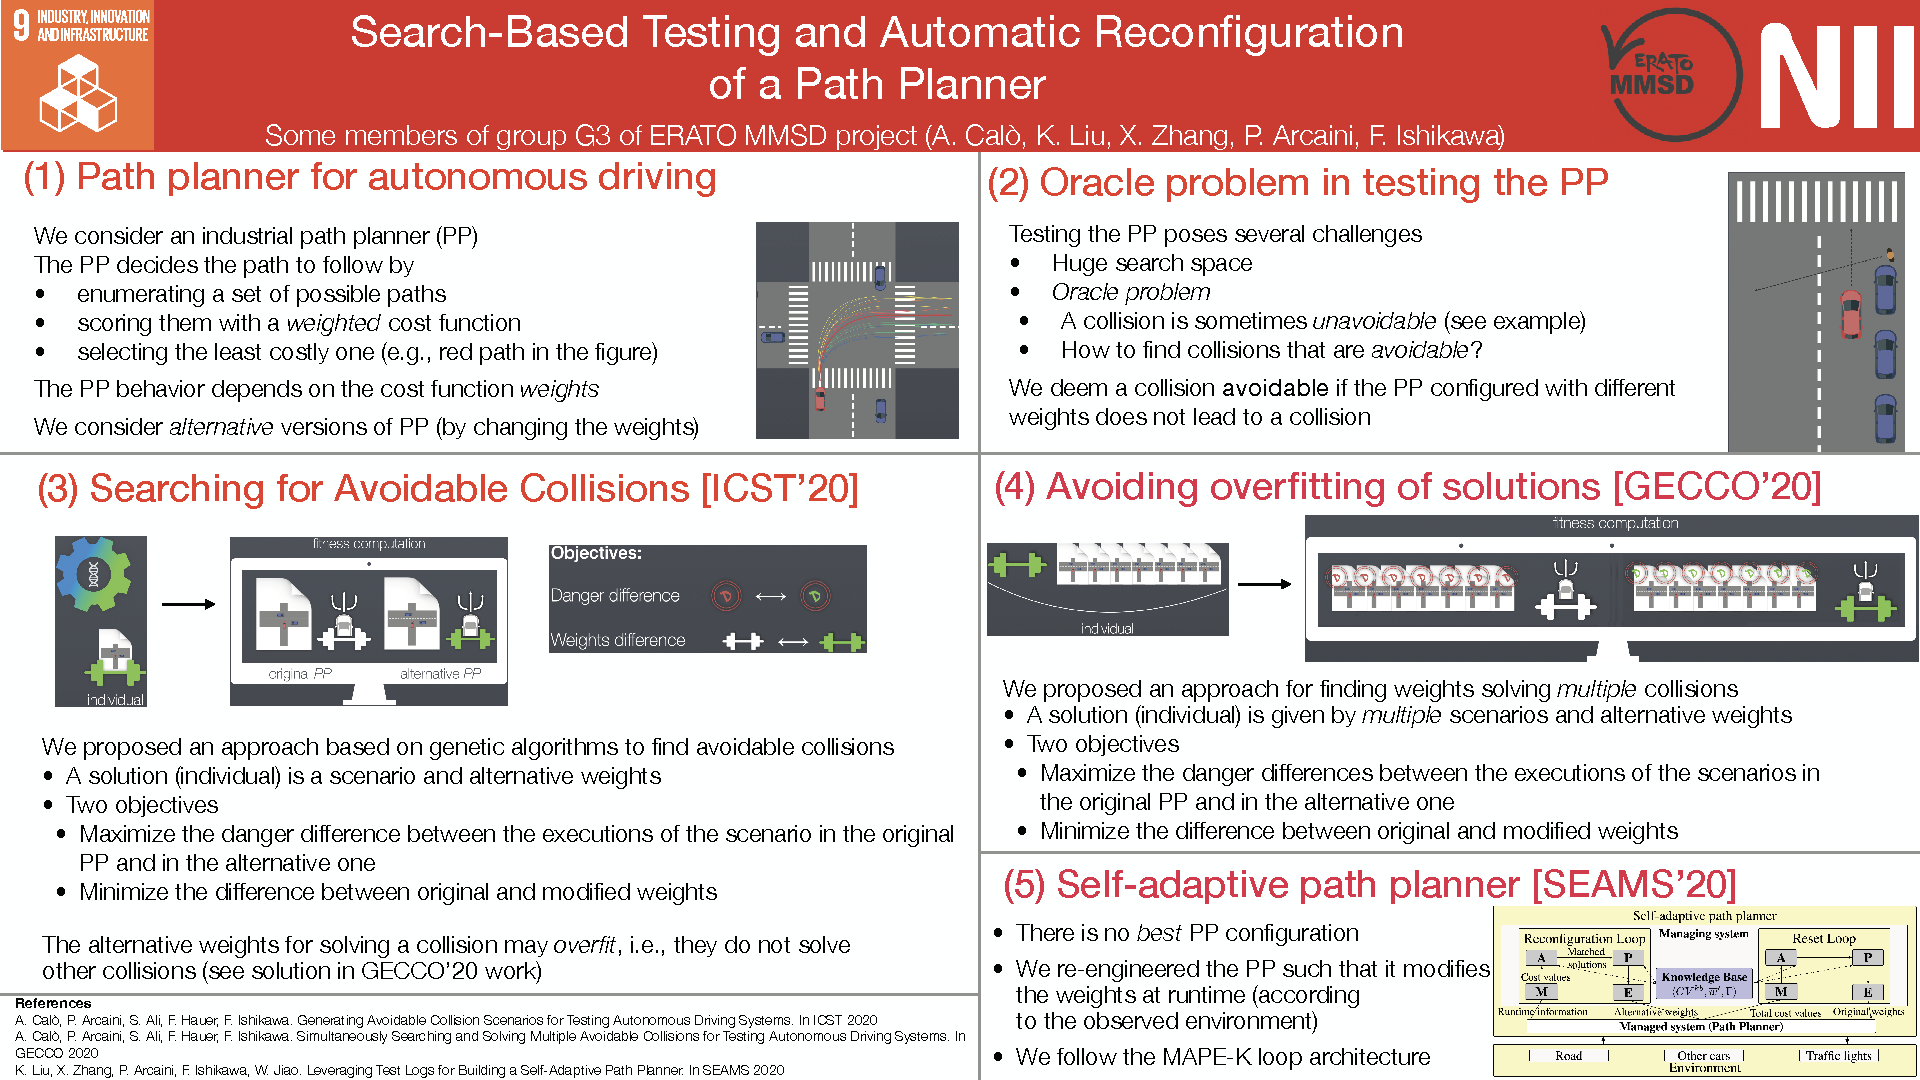 9 INDUSTRY, INNOVATION
AND INFRASTRUCTURE
Search-Based Testing and Automatic Reconfiguration
of a Path Planner
Some members of group G3 of ERATO MMSD project (A. Calò, K. Liu, X. Zhang, P. Arcaini, F. Ishikawa)
ERATO
MMSD
NII
(1) Path planner for autonomous driving
We consider an industrial path planner (PP)
The PP decides the path to follow by
• enumerating a set of possible paths
• scoring them with a weighted cost function
• selecting the least costly one (e.g., red path in the figure)
The PP behavior depends on the cost function weights
We consider alternative versions of PP (by changing the weights)
(2) Oracle problem in testing the PP
Testing the PP poses several challenges
• Huge search space
• Oracle problem
• A collision is sometimes unavoidable (see example)
• How to find collisions that are avoidable?
We deem a collision avoidable if the PP configured with different
weights does not lead to a collision
(3) Searching for Avoidable Collisions [ICST'20]
individual
fitness computation
original PP
alternative PP
Objectives:
Danger difference
Weights difference
We proposed an approach based on genetic algorithms to find avoidable collisions
• A solution (individual) is a scenario and alternative weights
• Two objectives
• Maximize the danger difference between the executions of the scenario in the original
PP and in the alternative one
• Minimize the difference between original and modified weights
The alternative weights for solving a collision may overfit, i.e., they do not solve
other collisions (see solution in GECCO'20 work)
(4) Avoiding overfitting of solutions [GECCO'20]
individual
fitness computation
We proposed an approach for finding weights solving multiple collisions
• A solution (individual) is given by multiple scenarios and alternative weights
• Two objectives
• Maximize the danger differences between the executions of the scenarios in
the original PP and in the alternative one
• Minimize the difference between original and modified weights
(5) Self-adaptive path planner [SEAMS'20]
• There is no best PP configuration
• We re-engineered the PP such that it modifies
the weights at runtime (according
to the observed environment)
• We follow the MAPE-K loop architecture
Self-adaptive path planner
Reconfiguration Loop
Managing system
Reset Loop
A
Matched
solutions
P
A
P
Cost values
Knowledge Base
M
E
M
E
Runtime information
Alternative weights
Total cost values
Original weights
Managed system (Path Planner)
Road
Other cars
Traffic lights
Environment
References
A. Calò, P. Arcaini, S. Ali, F. Hauer, F. Ishikawa. Generating Avoidable Collision Scenarios for Testing Autonomous Driving Systems. In ICST 2020
A. Calò, P. Arcaini, S. Ali, F. Hauer, F. Ishikawa. Simultaneously Searching and Solving Multiple Avoidable Collisions for Testing Autonomous Driving Systems. In
GECCO 2020
K. Liu, X. Zhang, P. Arcaini, F. Ishikawa, W. Jiao. Leveraging Test Logs for Building a Self-Adaptive Path Planner. In SEAMS 2020